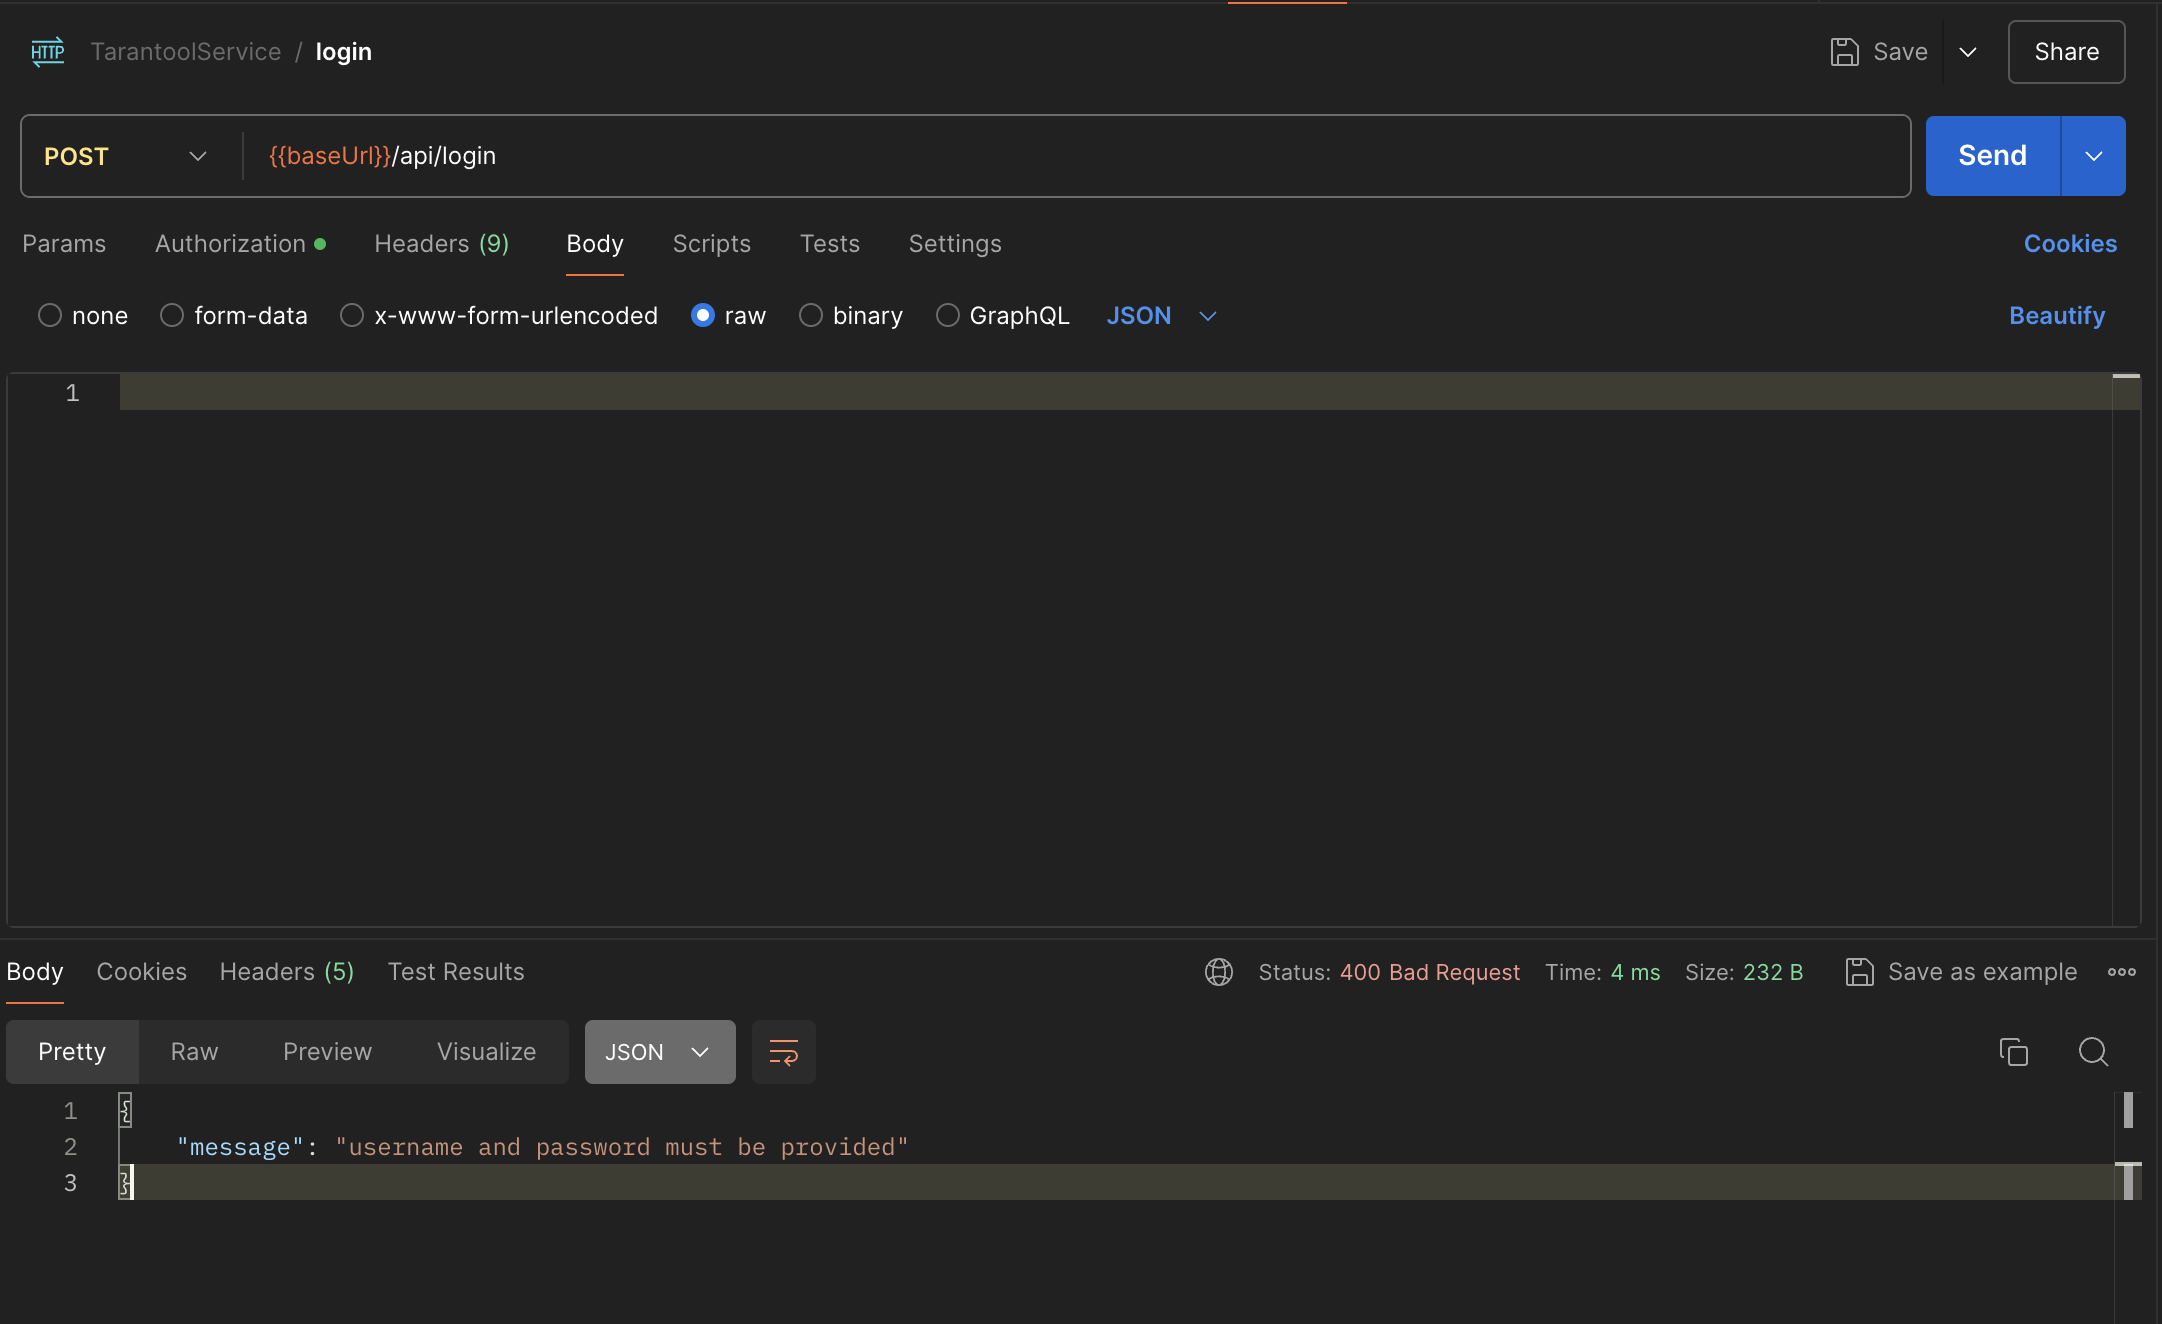 HTTP TarantoolService / login Save Share
POST {{baseUrl}}/api/login Send
Params Authorization Headers (9) Body Scripts Tests Settings Cookies
none form-data x-www-form-urlencoded raw binary GraphQL JSON Beautify
1
Body Cookies Headers (5) Test Results Status: 400 Bad Request Time: 4 ms Size: 232 B Save as example
Pretty Raw Preview Visualize JSON
1 {
2 "message": "username and password must be provided"
3 }